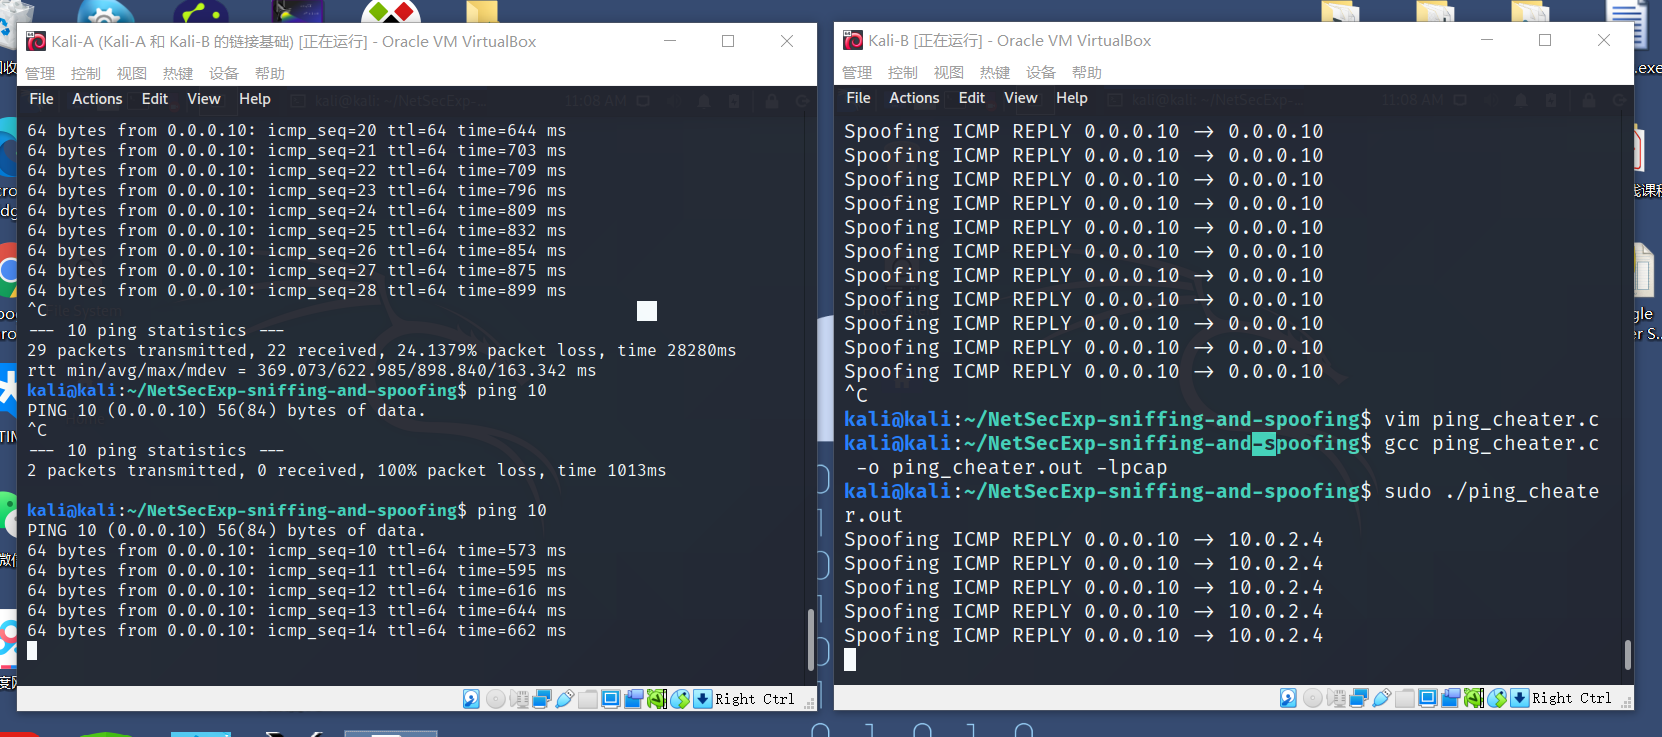 Kali-A (Kali-A 和 Kali-B 的链接基础) [正在运行] - Oracle VM VirtualBox
管理 控制 视图 热键 设备 帮助
File Actions Edit View Help
64 bytes from 0.0.0.10: icmp_seq=20 ttl=64 time=644 ms
64 bytes from 0.0.0.10: icmp_seq=21 ttl=64 time=703 ms
64 bytes from 0.0.0.10: icmp_seq=22 ttl=64 time=709 ms
64 bytes from 0.0.0.10: icmp_seq=23 ttl=64 time=796 ms
64 bytes from 0.0.0.10: icmp_seq=24 ttl=64 time=809 ms
64 bytes from 0.0.0.10: icmp_seq=25 ttl=64 time=832 ms
64 bytes from 0.0.0.10: icmp_seq=26 ttl=64 time=854 ms
64 bytes from 0.0.0.10: icmp_seq=27 ttl=64 time=875 ms
64 bytes from 0.0.0.10: icmp_seq=28 ttl=64 time=899 ms
^C
--- 10 ping statistics ---
29 packets transmitted, 22 received, 24.1379% packet loss, time 28280ms
rtt min/avg/max/mdev = 369.073/622.985/898.840/163.342 ms
kali@kali:~/NetSecExp-sniffing-and-spoofing$ ping 10
PING 10 (0.0.0.10) 56(84) bytes of data.
^C
--- 10 ping statistics ---
2 packets transmitted, 0 received, 100% packet loss, time 1013ms
kali@kali:~/NetSecExp-sniffing-and-spoofing$ ping 10
PING 10 (0.0.0.10) 56(84) bytes of data.
64 bytes from 0.0.0.10: icmp_seq=10 ttl=64 time=573 ms
64 bytes from 0.0.0.10: icmp_seq=11 ttl=64 time=595 ms
64 bytes from 0.0.0.10: icmp_seq=12 ttl=64 time=616 ms
64 bytes from 0.0.0.10: icmp_seq=13 ttl=64 time=644 ms
64 bytes from 0.0.0.10: icmp_seq=14 ttl=64 time=662 ms
Right Ctrl
Kali-B [正在运行] - Oracle VM VirtualBox
管理 控制 视图 热键 设备 帮助
File Actions Edit View Help
Spoofing ICMP REPLY 0.0.0.10 -> 0.0.0.10
Spoofing ICMP REPLY 0.0.0.10 -> 0.0.0.10
Spoofing ICMP REPLY 0.0.0.10 -> 0.0.0.10
Spoofing ICMP REPLY 0.0.0.10 -> 0.0.0.10
Spoofing ICMP REPLY 0.0.0.10 -> 0.0.0.10
Spoofing ICMP REPLY 0.0.0.10 -> 0.0.0.10
Spoofing ICMP REPLY 0.0.0.10 -> 0.0.0.10
Spoofing ICMP REPLY 0.0.0.10 -> 0.0.0.10
Spoofing ICMP REPLY 0.0.0.10 -> 0.0.0.10
Spoofing ICMP REPLY 0.0.0.10 -> 0.0.0.10
Spoofing ICMP REPLY 0.0.0.10 -> 0.0.0.10
^C
kali@kali:~/NetSecExp-sniffing-and-spoofing$ vim ping_cheater.c
kali@kali:~/NetSecExp-sniffing-and-spoofing$ gcc ping_cheater.c
-o ping_cheater.out -lpcap
kali@kali:~/NetSecExp-sniffing-and-spoofing$ sudo ./ping_cheate
r.out
Spoofing ICMP REPLY 0.0.0.10 -> 10.0.2.4
Spoofing ICMP REPLY 0.0.0.10 -> 10.0.2.4
Spoofing ICMP REPLY 0.0.0.10 -> 10.0.2.4
Spoofing ICMP REPLY 0.0.0.10 -> 10.0.2.4
Spoofing ICMP REPLY 0.0.0.10 -> 10.0.2.4
Right Ctrl
.exe